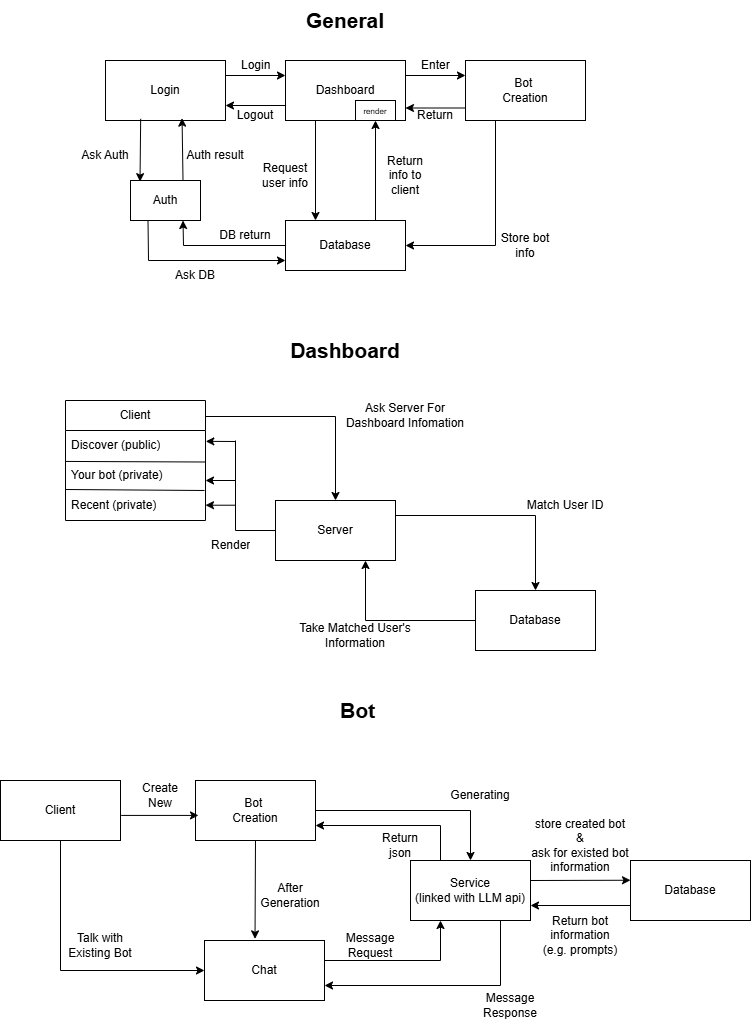 General
Login
Login
Dashboard
render
Enter
Bot
Creation
Logout
Return
Ask Auth
Auth result
Request
user info
Return
info to
client
Auth
DB return
Database
Store bot
info
Ask DB
Dashboard
Client
Ask Server For
Dashboard Infomation
Discover (public)
Your bot (private)
Recent (private)
Server
Match User ID
Render
Database
Take Matched User's
Information
Bot
Client
Create
New
Bot
Creation
Generating
Return
json
store created bot
&
ask for existed bot
information
Service
(linked with LLM api)
Database
After
Generation
Return bot
information
(e.g. prompts)
Talk with
Existing Bot
Message
Request
Chat
Message
Response